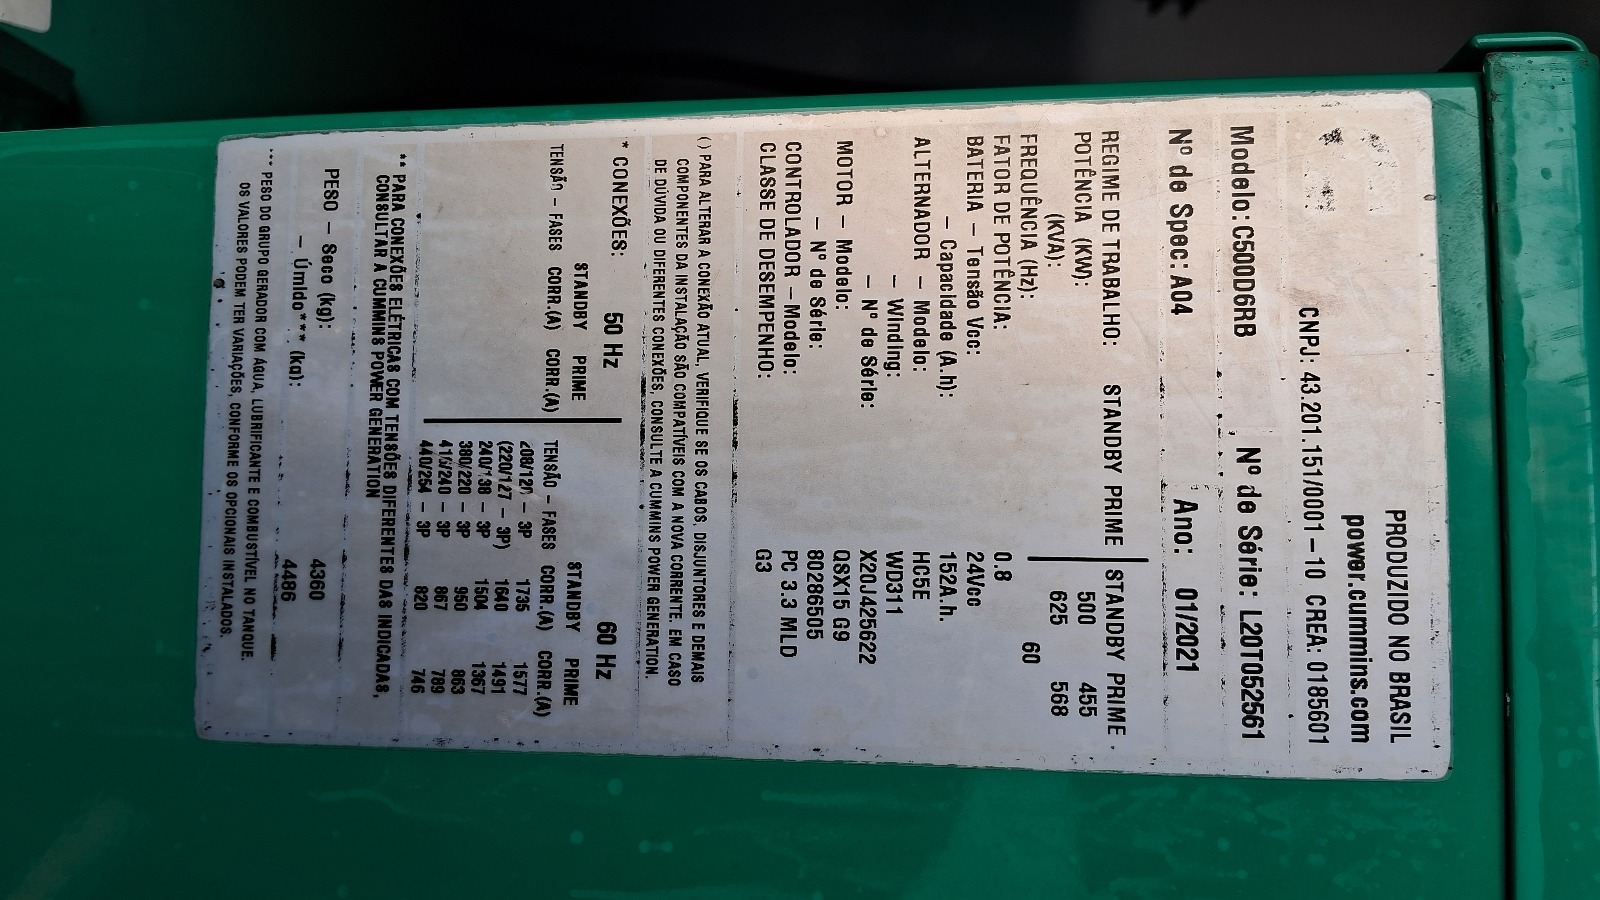 PRODUZIDO NO BRASIL
power.cummins.com
CNPJ: 43.201.151/0001-10 CREA: 0185601
Modelo: C500D6RB Nº de Série: L20T052561
Nº de Spec: A04 Ano: 01/2021
REGIME DE TRABALHO: STANDBY PRIME STANDBY PRIME
POTÊNCIA (KW): 500 455
(KVA): 625 568
FREQUÊNCIA (Hz): 60
FATOR DE POTÊNCIA: 0.8
BATERIA - Tensão Vcc: 24Vcc
- Capacidade (A.h): 152A.h.
ALTERNADOR - Modelo: HC5E
- Winding: WD311
- Nº de Série: X20J425622
MOTOR - Modelo: QSX15 G9
- Nº de Série: 80286505
CONTROLADOR - Modelo: PC 3.3 MLD
CLASSE DE DESEMPENHO: G3
() PARA ALTERAR A CONEXÃO ATUAL, VERIFIQUE SE OS CABOS, DISJUNTORES E DEMAIS
COMPONENTES DA INSTALAÇÃO SÃO COMPATÍVEIS COM A NOVA CORRENTE. EM CASO
DE DÚVIDA OU DIFERENTES CONEXÕES, CONSULTE A CUMMINS POWER GENERATION.
* CONEXÕES: 50 Hz 60 Hz
STANDBY PRIME STANDBY PRIME
TENSÃO - FASES CORR.(A) CORR.(A) TENSÃO - FASES CORR.(A) CORR.(A)
208/120 - 3P 1735 1577
(220/127 - 3P) 1640 1491
240/138 - 3P 1504 1367
380/220 - 3P 950 863
415/240 - 3P 867 789
440/254 - 3P 820 746
** PARA CONEXÕES ELÉTRICAS COM TENSÕES DIFERENTES DAS INDICADAS,
CONSULTAR A CUMMINS POWER GENERATION
PESO - Seco (kg): 4360
- Úmido*** (kg): 4486
*** PESO DO GRUPO GERADOR COM ÁGUA, LUBRIFICANTE E COMBUSTÍVEL NO TANQUE.
OS VALORES PODEM TER VARIAÇÕES, CONFORME OS OPCIONAIS INSTALADOS.